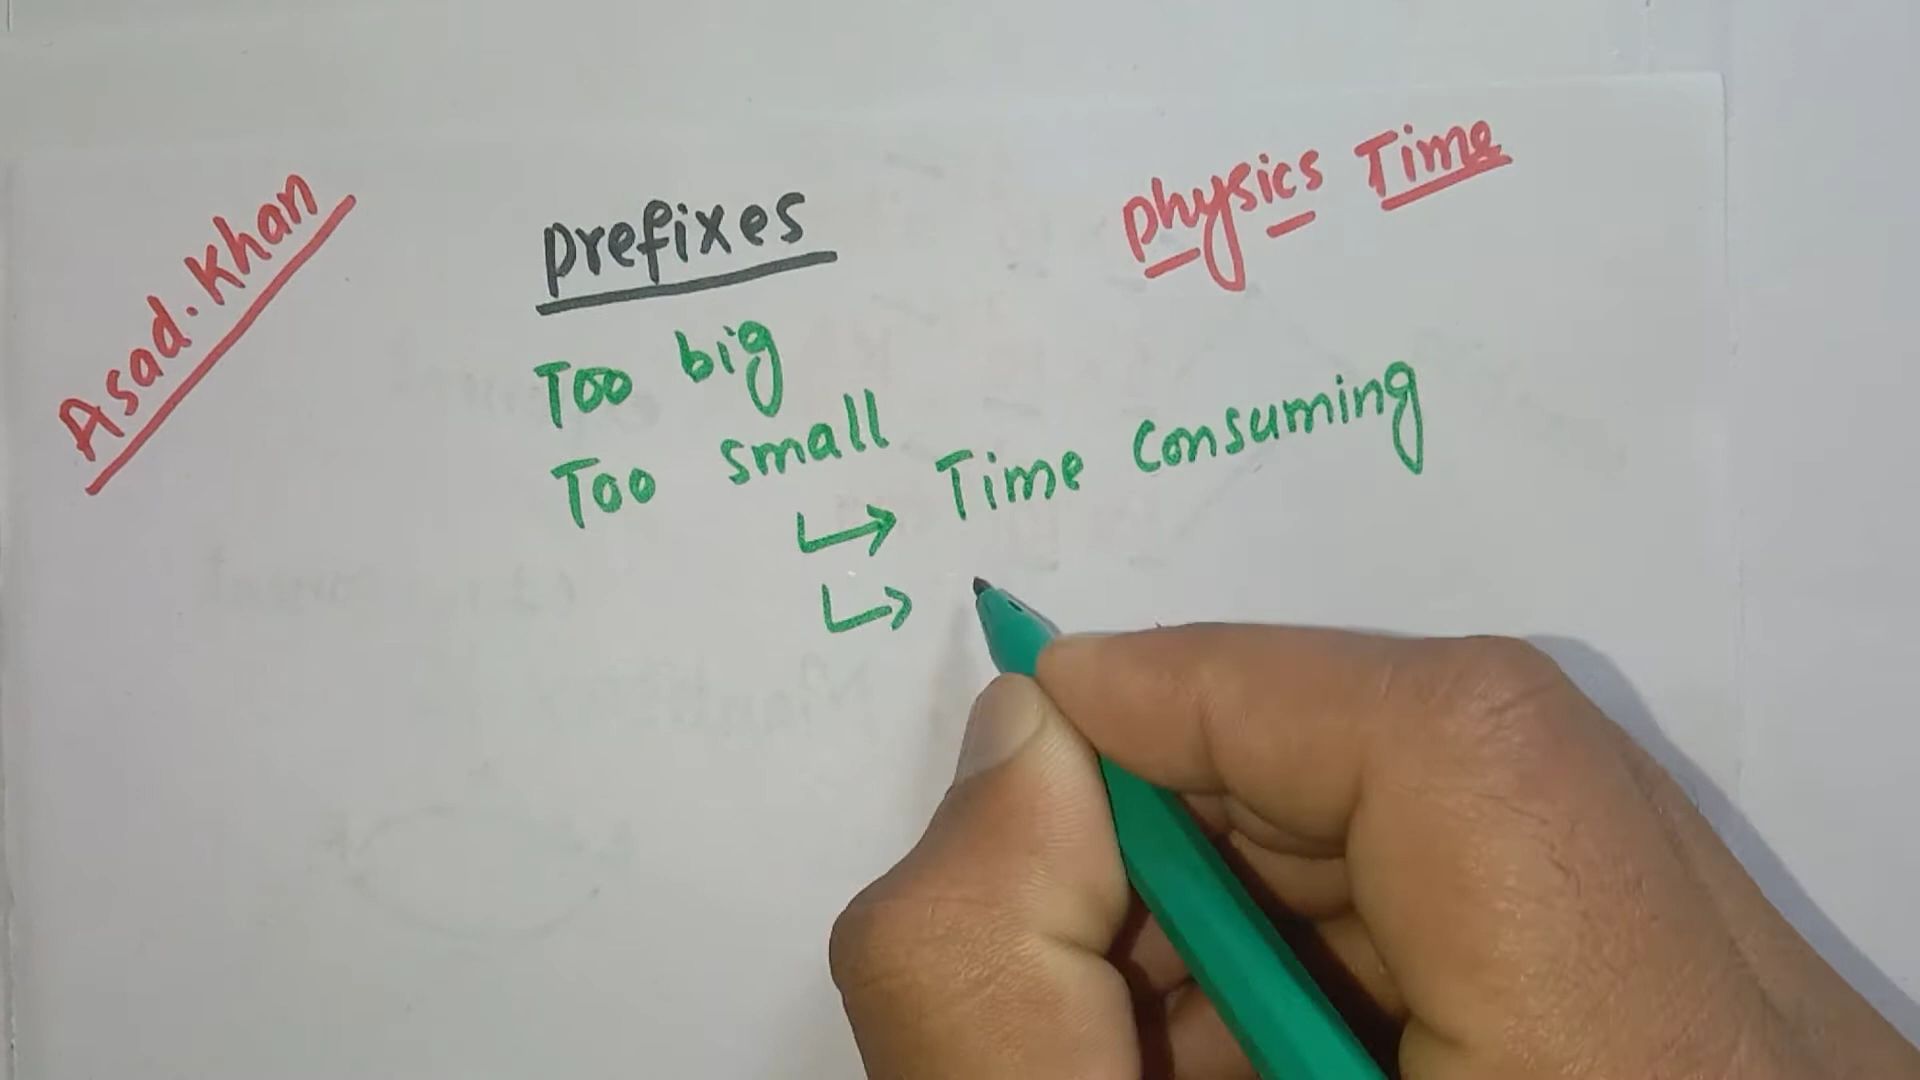 Asad.Khan
Prefixes
Physics Time
Too big
Too small
↳ Time Consuming
↳